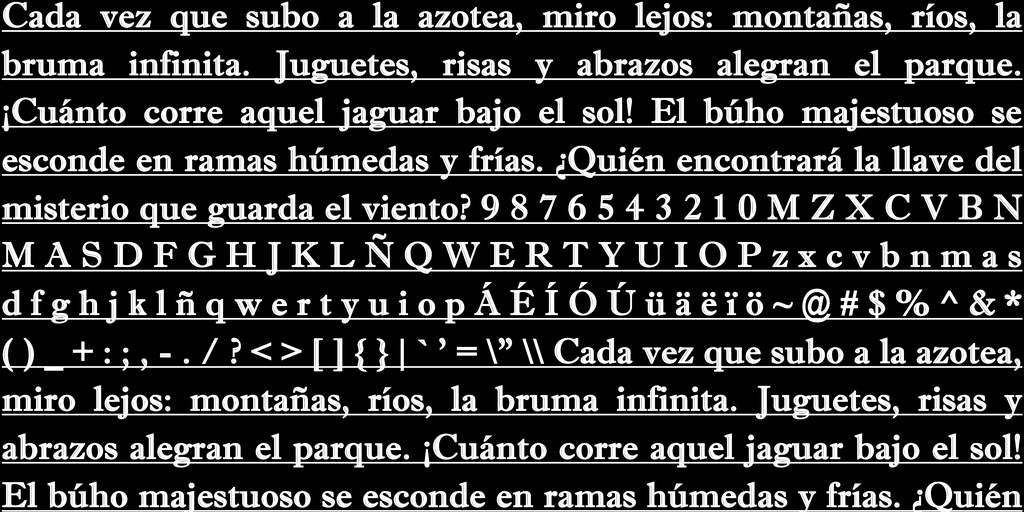 Cada vez que subo a la azotea, miro lejos: montañas, ríos, la
bruma infinita. Juguetes, risas y abrazos alegran el parque.
¡Cuánto corre aquel jaguar bajo el sol! El búho majestuoso se
esconde en ramas húmedas y frías. ¿Quién encontrará la llave del
misterio que guarda el viento? 9 8 7 6 5 4 3 2 1 0 M Z X C V B N
M A S D F G H J K L Ñ Q W E R T Y U I O P z x c v b n m a s
d f g h j k l ñ q w e r t y u i o p Á É Í Ó Ú ü ä ë ï ö ~ @ # $ % ^ & *
( ) _ + : ; , - . / ? < > [ ] { } | ` ’ = \” \\ Cada vez que subo a la azotea,
miro lejos: montañas, ríos, la bruma infinita. Juguetes, risas y
abrazos alegran el parque. ¡Cuánto corre aquel jaguar bajo el sol!
El búho majestuoso se esconde en ramas húmedas y frías. ¿Quién